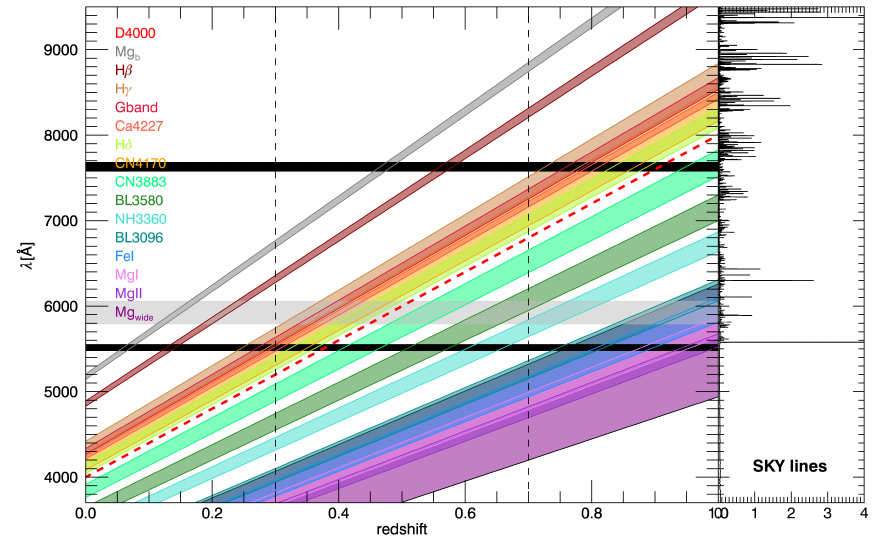 D4000
Mgb
Hβ
Hγ
Gband
Ca4227
Hδ
CN4170
CN3883
BL3580
NH3360
BL3096
FeI
MgI
MgII
Mgwide
9000
8000
7000
6000
5000
4000
λ[Å]
0.0 0.2 0.4 0.6 0.8 1.0
redshift
SKY lines
0 1 2 3 4